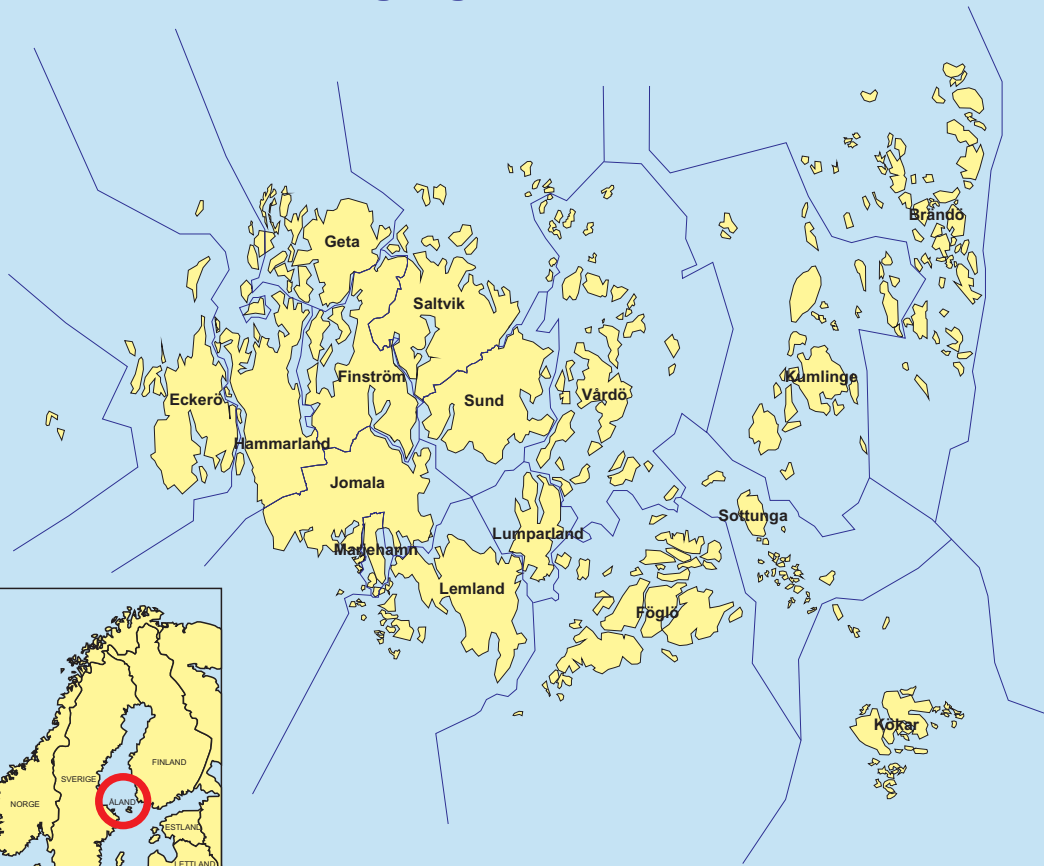 Brändö
Geta
Saltvik
Finström
Kumlinge
Eckerö
Sund
Vårdö
Hammarland
Jomala
Sottunga
Lumparland
Mariehamn
Lemland
Föglö
Kökar
FINLAND
SVERIGE
NORGE
ÅLAND
ESTLAND
LETTLAND